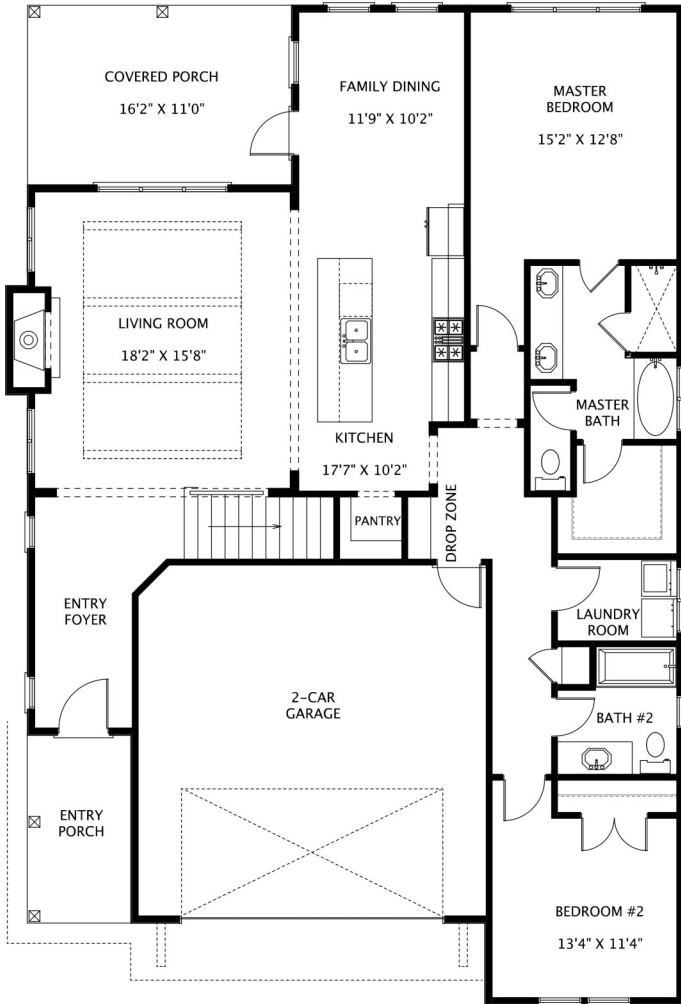 COVERED PORCH
16'2" X 11'0"
FAMILY DINING
11'9" X 10'2"
MASTER
BEDROOM
15'2" X 12'8"
LIVING ROOM
18'2" X 15'8"
MASTER
BATH
KITCHEN
17'7" X 10'2"
PANTRY
DROP ZONE
ENTRY
FOYER
LAUNDRY
ROOM
2-CAR
GARAGE
BATH #2
ENTRY
PORCH
BEDROOM #2
13'4" X 11'4"